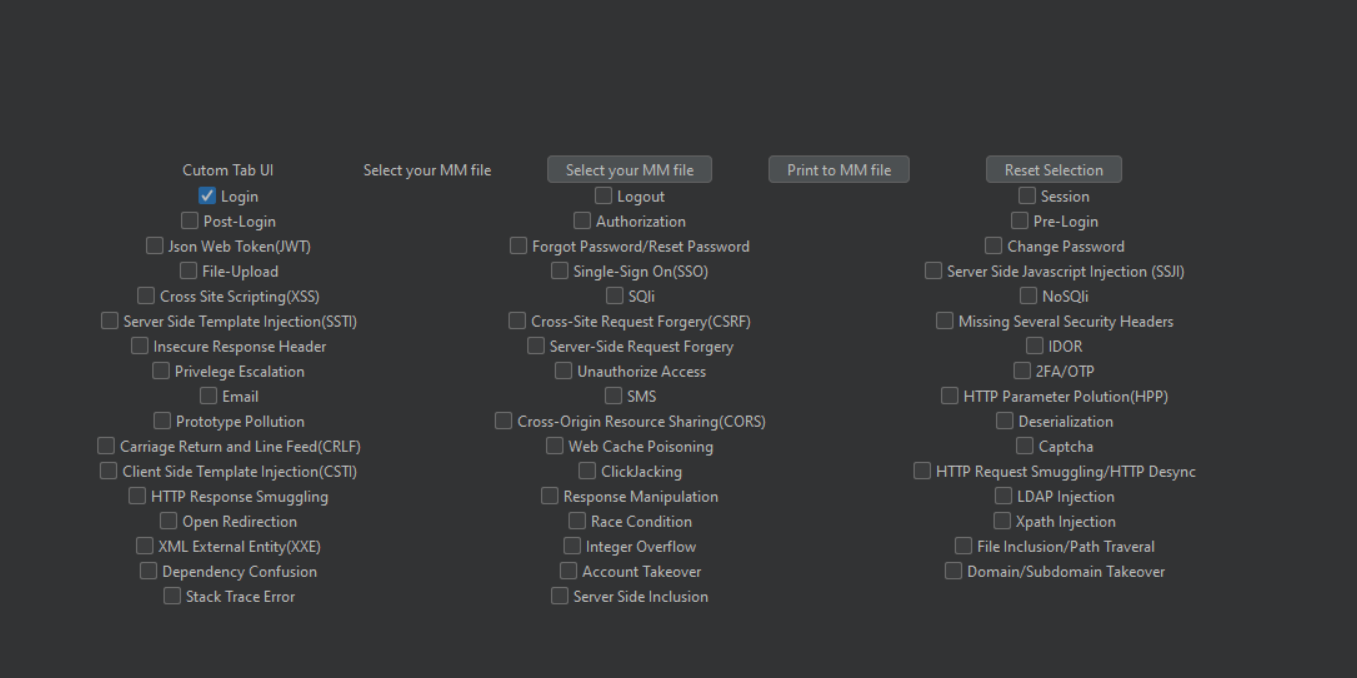 Cutom Tab UI Select your MM file Select your MM file Print to MM file Reset Selection
Login Logout Session
Post-Login Authorization Pre-Login
Json Web Token(JWT) Forgot Password/Reset Password Change Password
File-Upload Single-Sign On(SSO) Server Side Javascript Injection (SSJI)
Cross Site Scripting(XSS) SQli NoSQli
Server Side Template Injection(SSTI) Cross-Site Request Forgery(CSRF) Missing Several Security Headers
Insecure Response Header Server-Side Request Forgery IDOR
Privelege Escalation Unauthorize Access 2FA/OTP
Email SMS HTTP Parameter Polution(HPP)
Prototype Pollution Cross-Origin Resource Sharing(CORS) Deserialization
Carriage Return and Line Feed(CRLF) Web Cache Poisoning Captcha
Client Side Template Injection(CSTI) ClickJacking HTTP Request Smuggling/HTTP Desync
HTTP Response Smuggling Response Manipulation LDAP Injection
Open Redirection Race Condition Xpath Injection
XML External Entity(XXE) Integer Overflow File Inclusion/Path Traveral
Dependency Confusion Account Takeover Domain/Subdomain Takeover
Stack Trace Error Server Side Inclusion